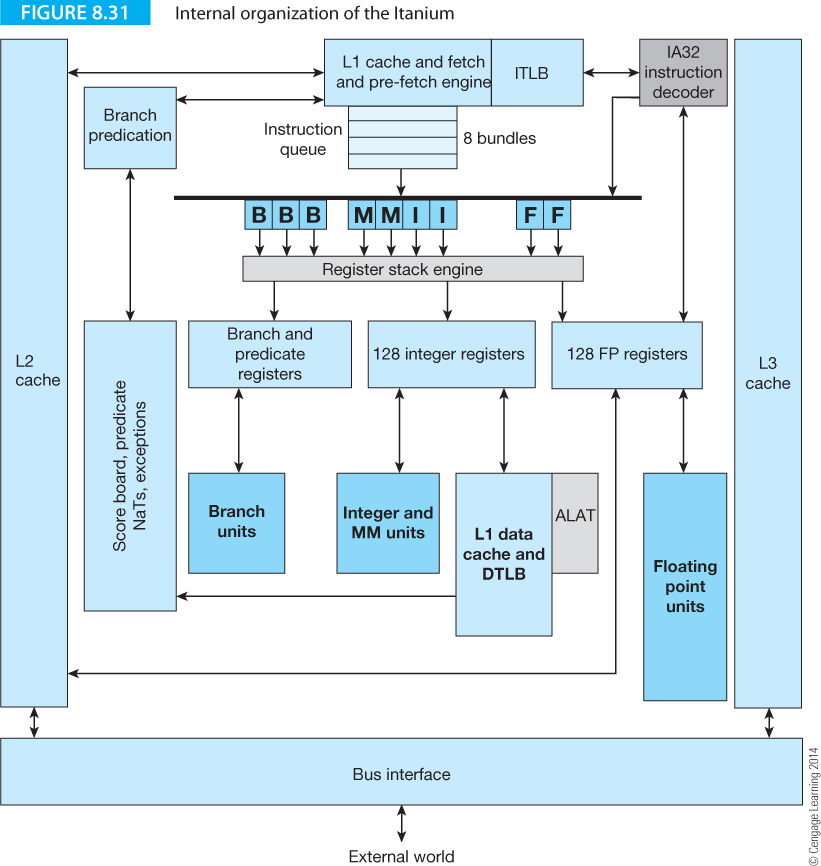 FIGURE 8.31 Internal organization of the Itanium
L1 cache and fetch
and pre-fetch engine
ITLB
IA32
instruction
decoder
Branch
predication
Instruction
queue
8 bundles
B B B M M I I F F
Register stack engine
Branch and
predicate
registers
128 integer registers
128 FP registers
L2
cache
L3
cache
Score board, predicate
NaTs, exceptions
Branch
units
Integer and
MM units
L1 data
cache and
DTLB
ALAT
Floating
point
units
Bus interface
External world
© Cengage Learning 2014